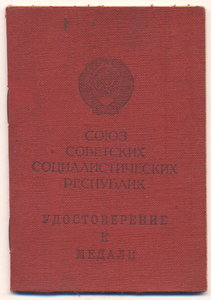 СОЮЗ
СОВЕТСКИХ
СОЦИАЛИСТИЧЕСКИХ
РЕСПУБЛИК
УДОСТОВЕРЕНИЕ
К
МЕДАЛИ